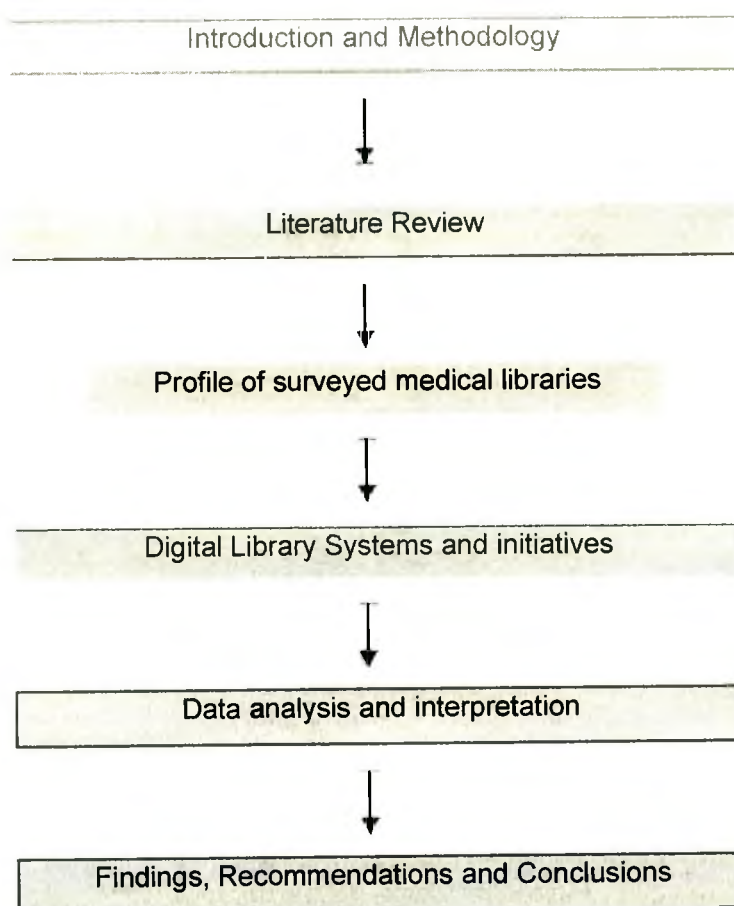 Introduction and Methodology
Literature Review
Profile of surveyed medical libraries
Digital Library Systems and initiatives
Data analysis and interpretation
Findings, Recommendations and Conclusions